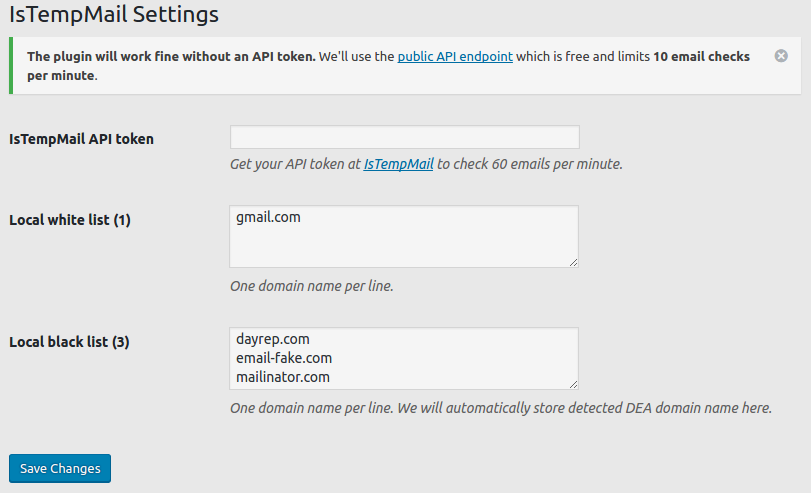 IsTempMail Settings
The plugin will work fine without an API token. We'll use the public API endpoint which is free and limits 10 email checks
per minute.
IsTempMail API token
Get your API token at IsTempMail to check 60 emails per minute.
Local white list (1)
gmail.com
One domain name per line.
Local black list (3)
dayrep.com
email-fake.com
mailinator.com
One domain name per line. We will automatically store detected DEA domain name here.
Save Changes